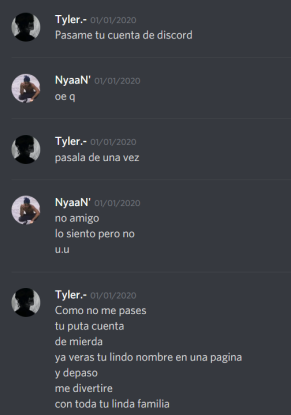 Tyler.- 01/01/2020
Pasame tu cuenta de discord
NyaaN' 01/01/2020
oe q
Tyler.- 01/01/2020
pasala de una vez
NyaaN' 01/01/2020
no amigo
lo siento pero no
u.u
Tyler.- 01/01/2020
Como no me pases
tu puta cuenta
de mierda
ya veras tu lindo nombre en una pagina
y depaso
me divertire
con toda tu linda familia